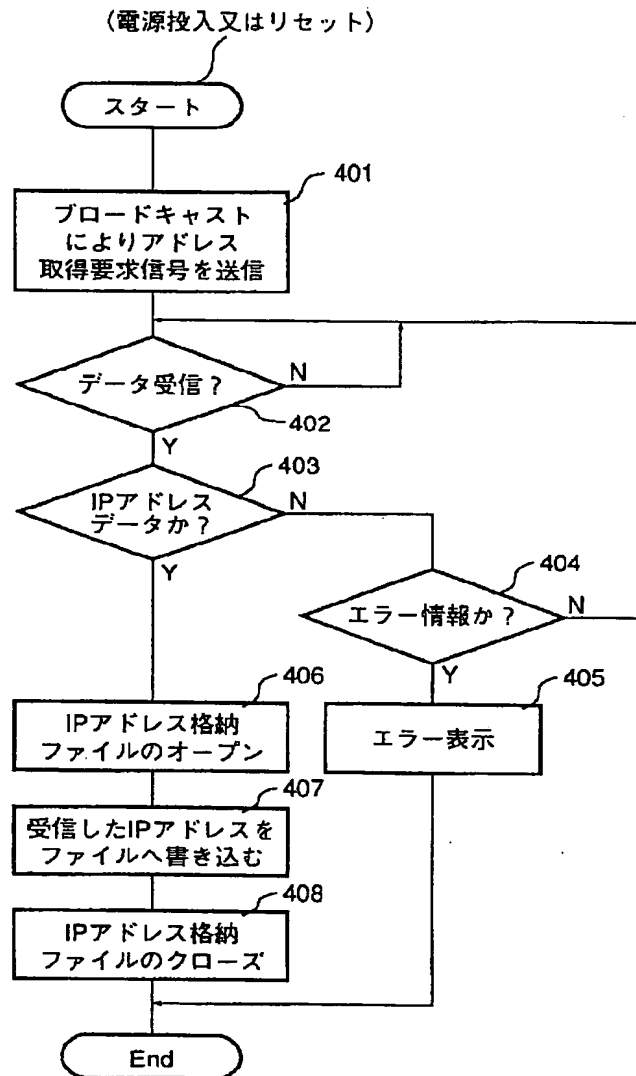 (電源投入又はリセット)
スタート
401
ブロードキャスト
によりアドレス
取得要求信号を送信
データ受信?
N
402
Y
403
IPアドレス
データか?
N
Y
404
エラー情報か?
N
Y
405
エラー表示
406
IPアドレス格納
ファイルのオープン
407
受信したIPアドレスを
ファイルへ書き込む
408
IPアドレス格納
ファイルのクローズ
End